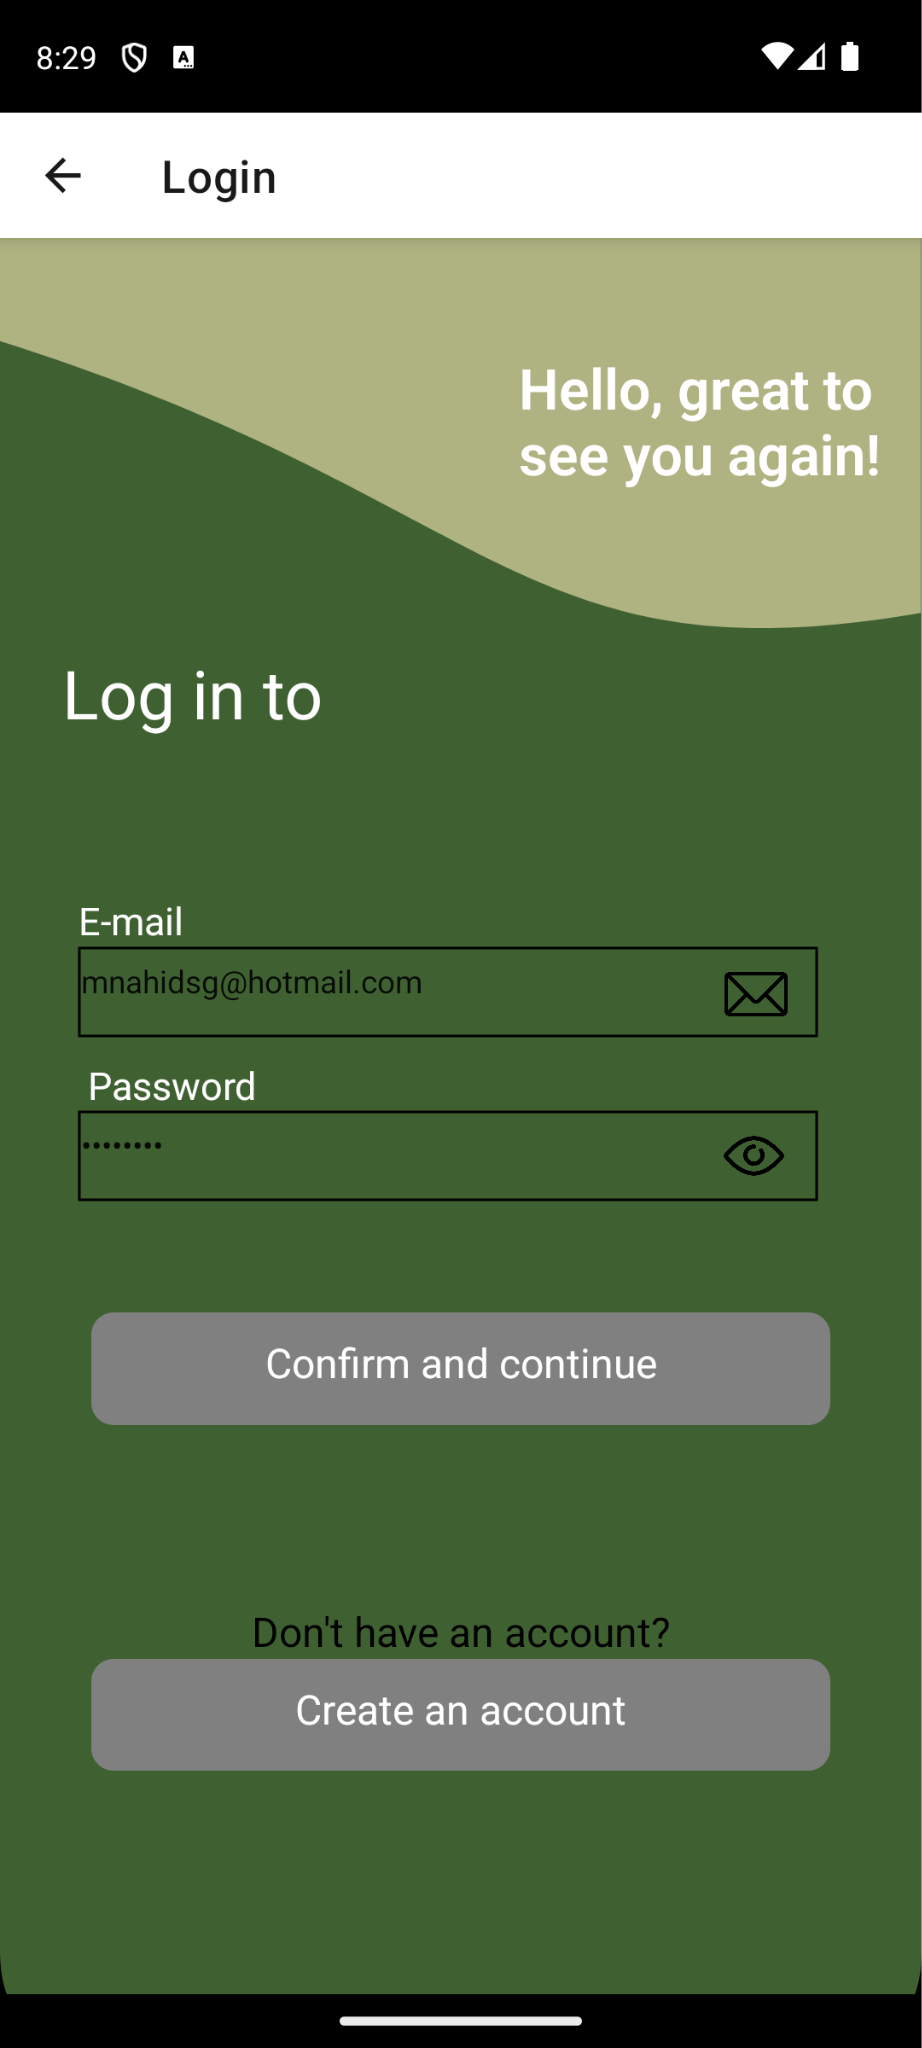 8:29
Login
Hello, great to
see you again!
Log in to
E-mail
mnahidsg@hotmail.com
Password
••••••••
Confirm and continue
Don't have an account?
Create an account